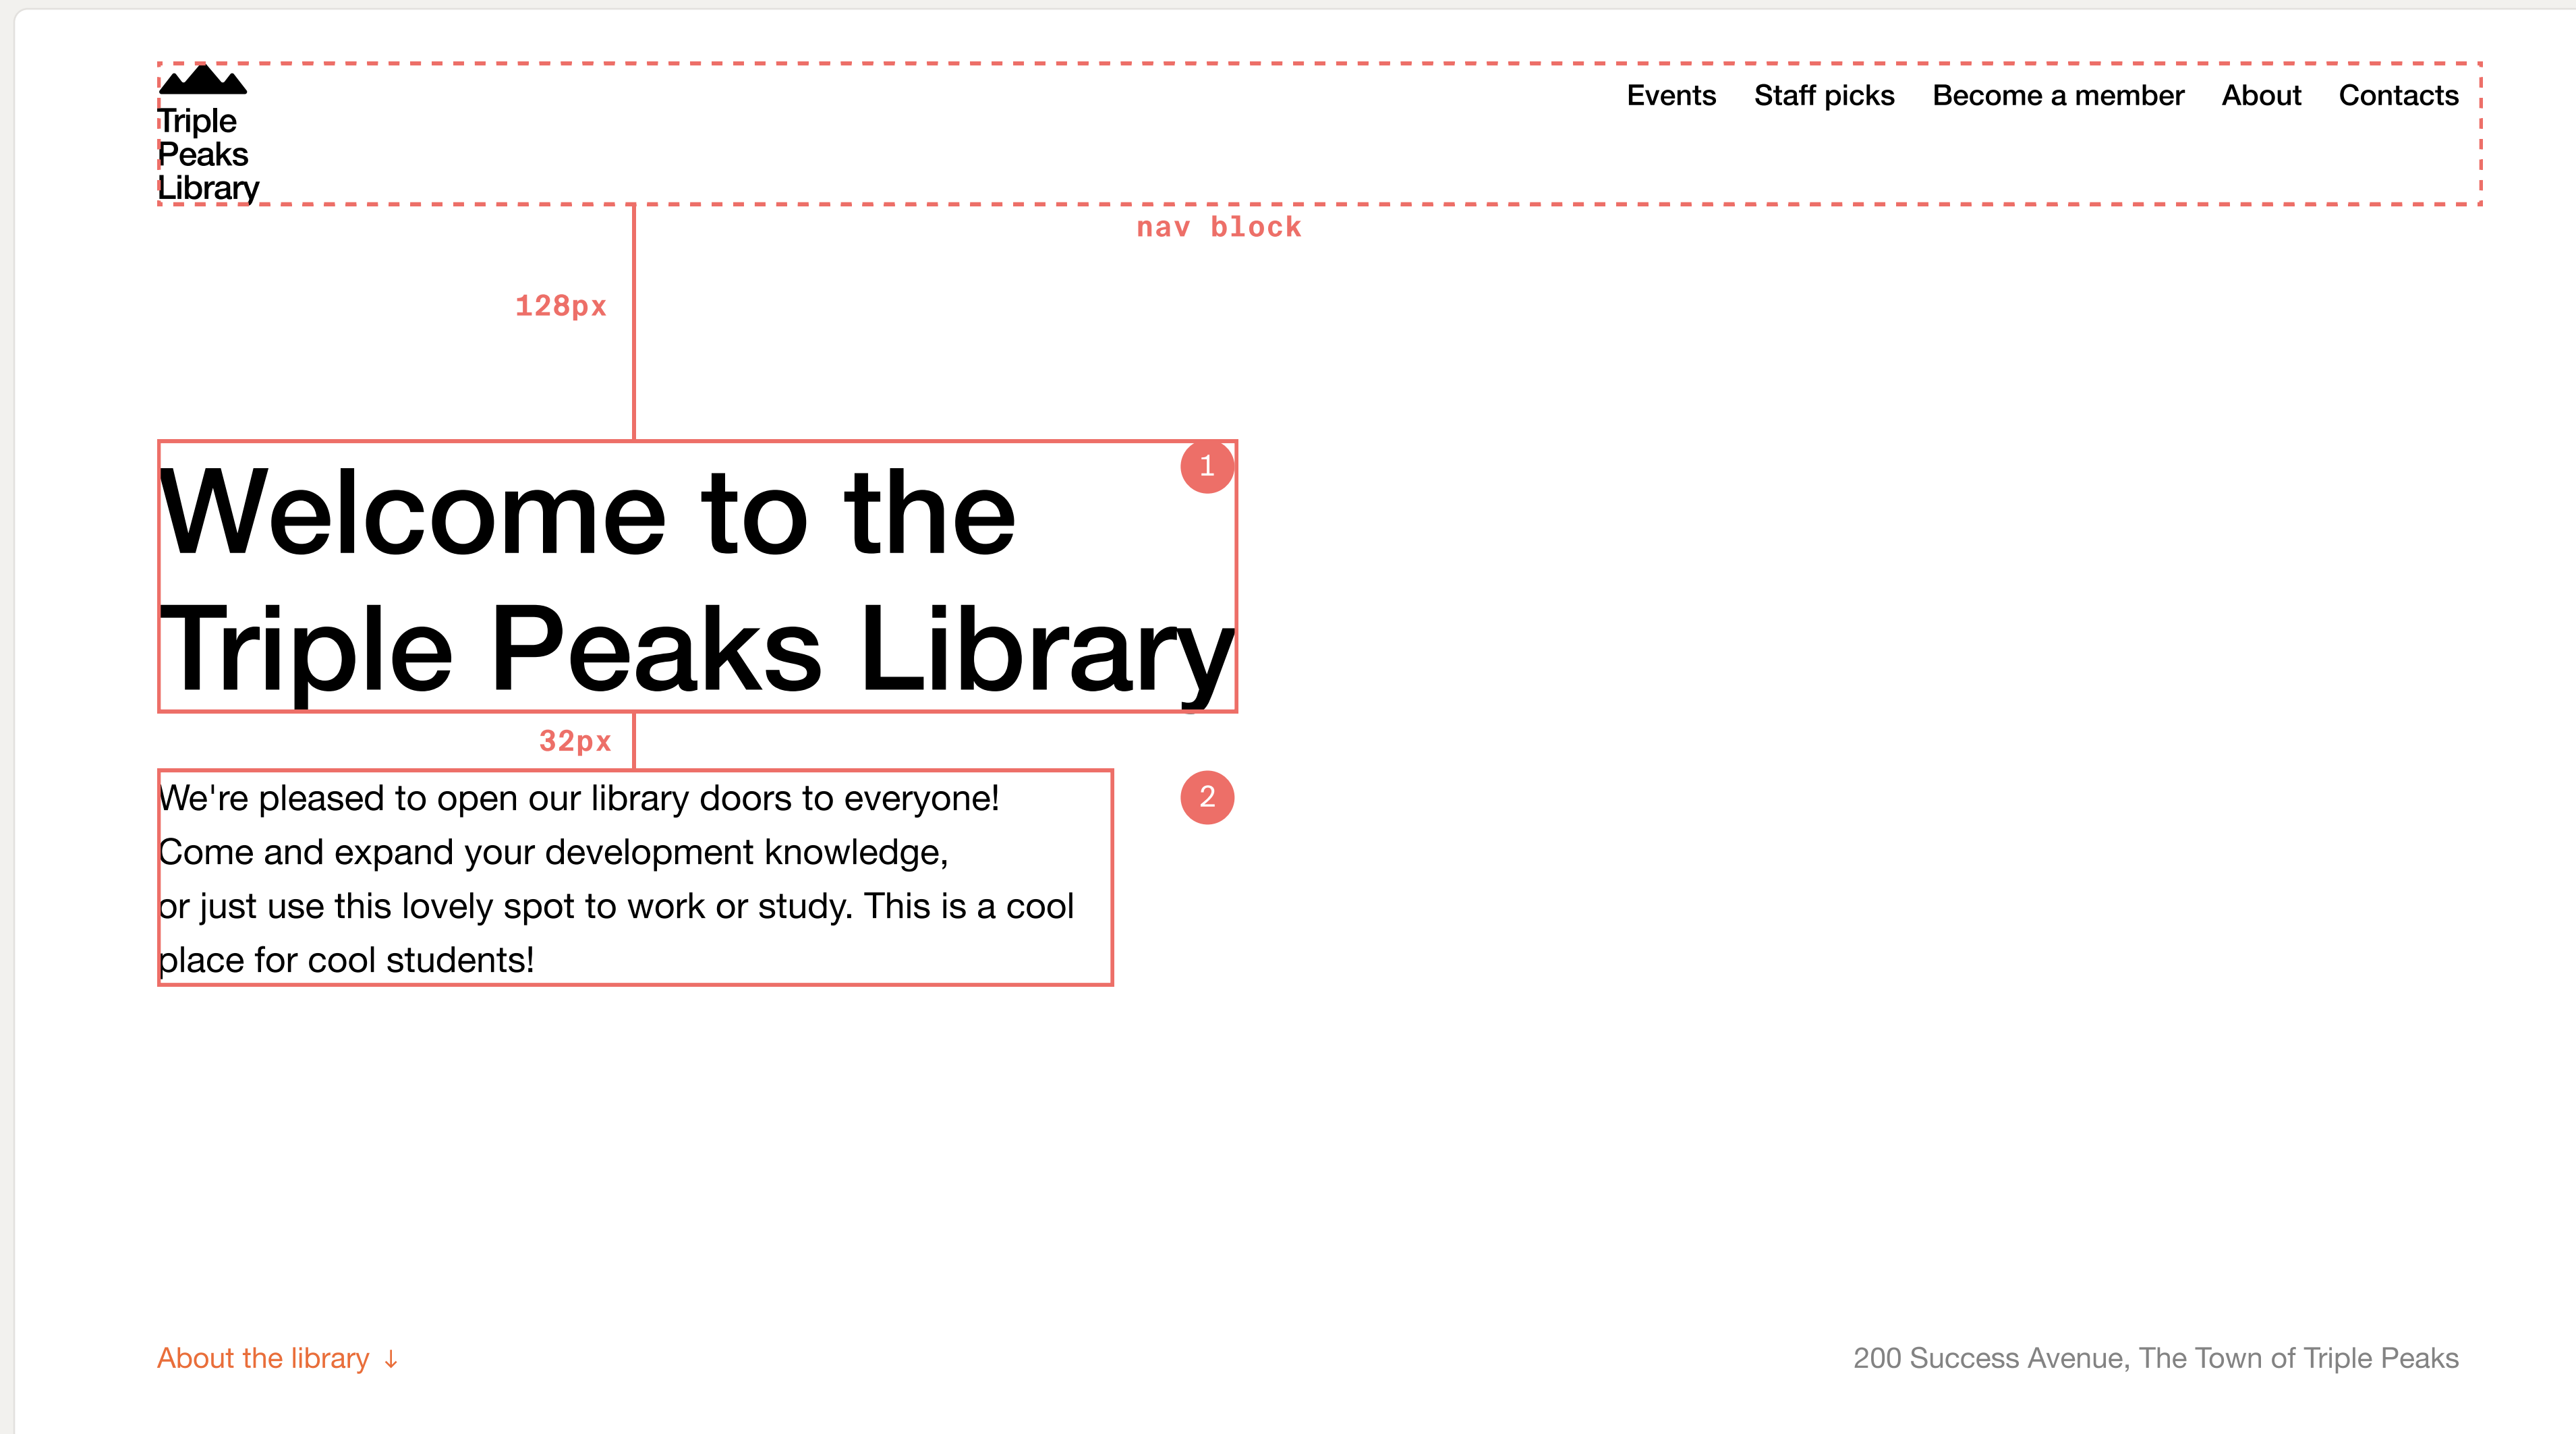 Triple
Peaks
Library
Events Staff picks Become a member About Contacts
nav block
128px
1
Welcome to the
Triple Peaks Library
32px
2
We're pleased to open our library doors to everyone!
Come and expand your development knowledge,
or just use this lovely spot to work or study. This is a cool
place for cool students!
About the library ↓
200 Success Avenue, The Town of Triple Peaks